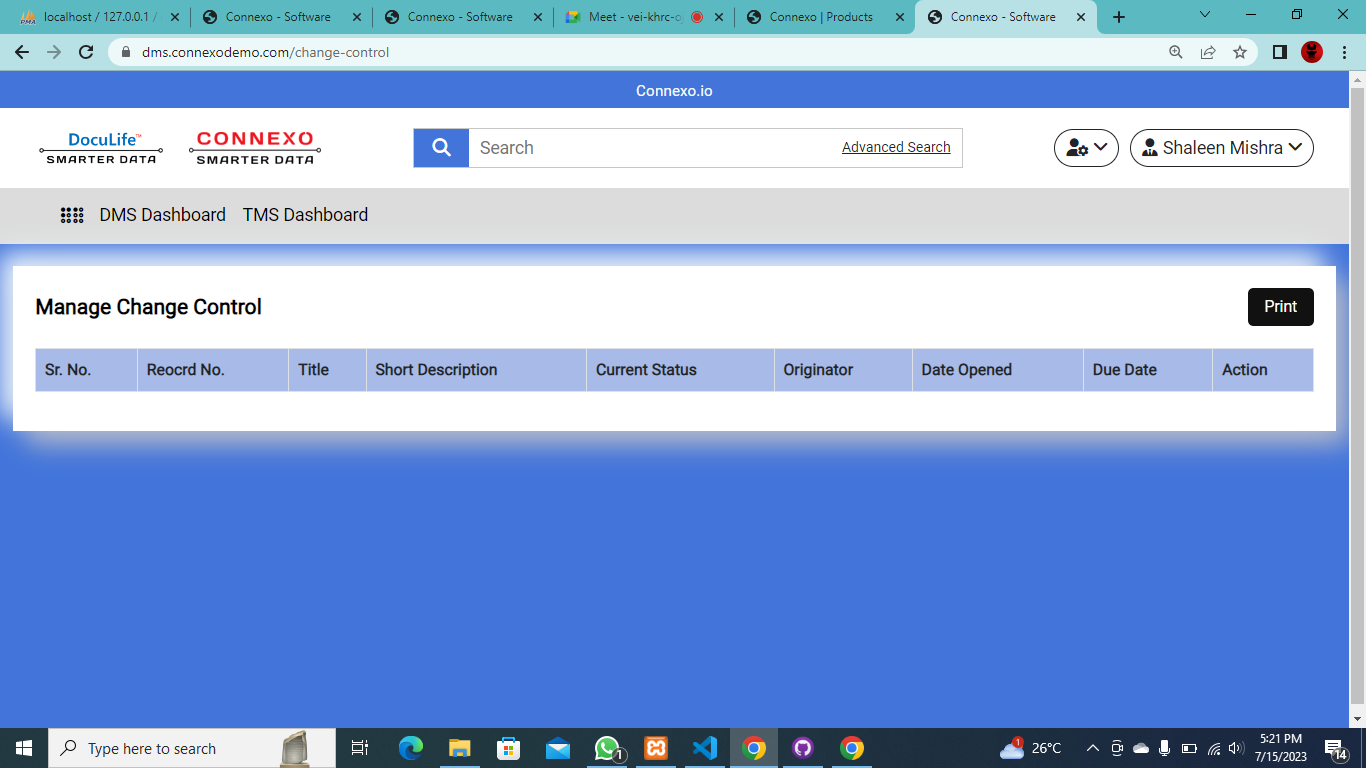 localhost / 127.0.0.1 /
Connexo - Software
Connexo - Software
Meet - vei-khrc-o
Connexo | Products
Connexo - Software
dms.connexodemo.com/change-control
Connexo.io
DocuLife™
SMARTER DATA
CONNEXO
SMARTER DATA
Search
Advanced Search
Shaleen Mishra
DMS Dashboard
TMS Dashboard
Manage Change Control
Print
Sr. No.
Reocrd No.
Title
Short Description
Current Status
Originator
Date Opened
Due Date
Action
Type here to search
1
1
26°C
5:21 PM
7/15/2023
14